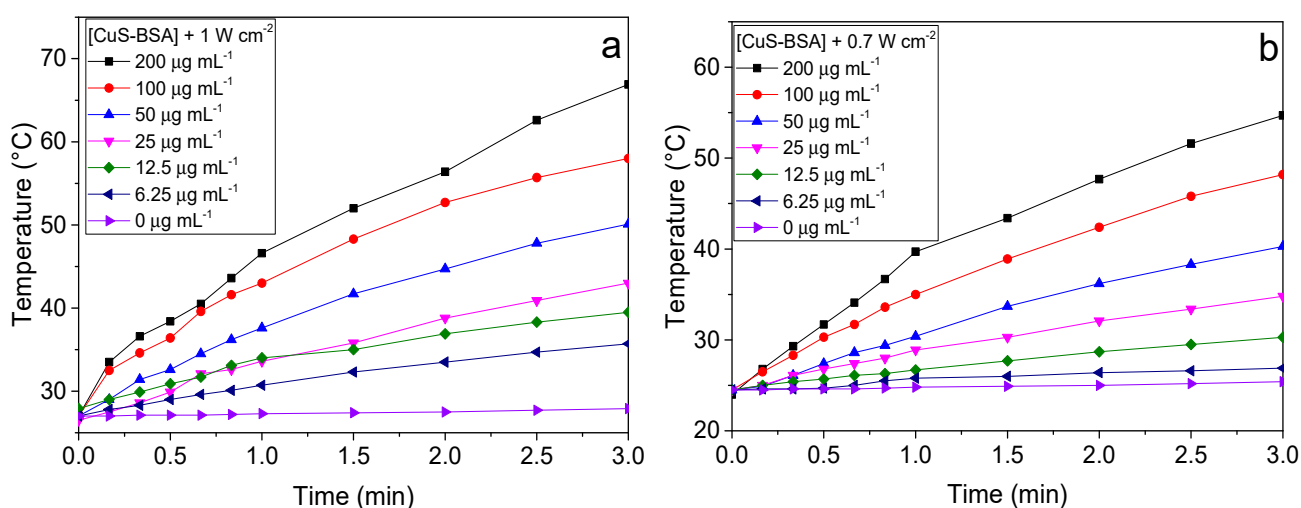 [CuS-BSA] + 1 W cm⁻²
200 µg mL⁻¹
100 µg mL⁻¹
50 µg mL⁻¹
25 µg mL⁻¹
12.5 µg mL⁻¹
6.25 µg mL⁻¹
0 µg mL⁻¹
a
70
60
50
40
30
Temperature (°C)
0.0 0.5 1.0 1.5 2.0 2.5 3.0
Time (min)
[CuS-BSA] + 0.7 W cm⁻²
200 µg mL⁻¹
100 µg mL⁻¹
50 µg mL⁻¹
25 µg mL⁻¹
12.5 µg mL⁻¹
6.25 µg mL⁻¹
0 µg mL⁻¹
b
60
50
40
30
20
Temperature (°C)
0.0 0.5 1.0 1.5 2.0 2.5 3.0
Time (min)